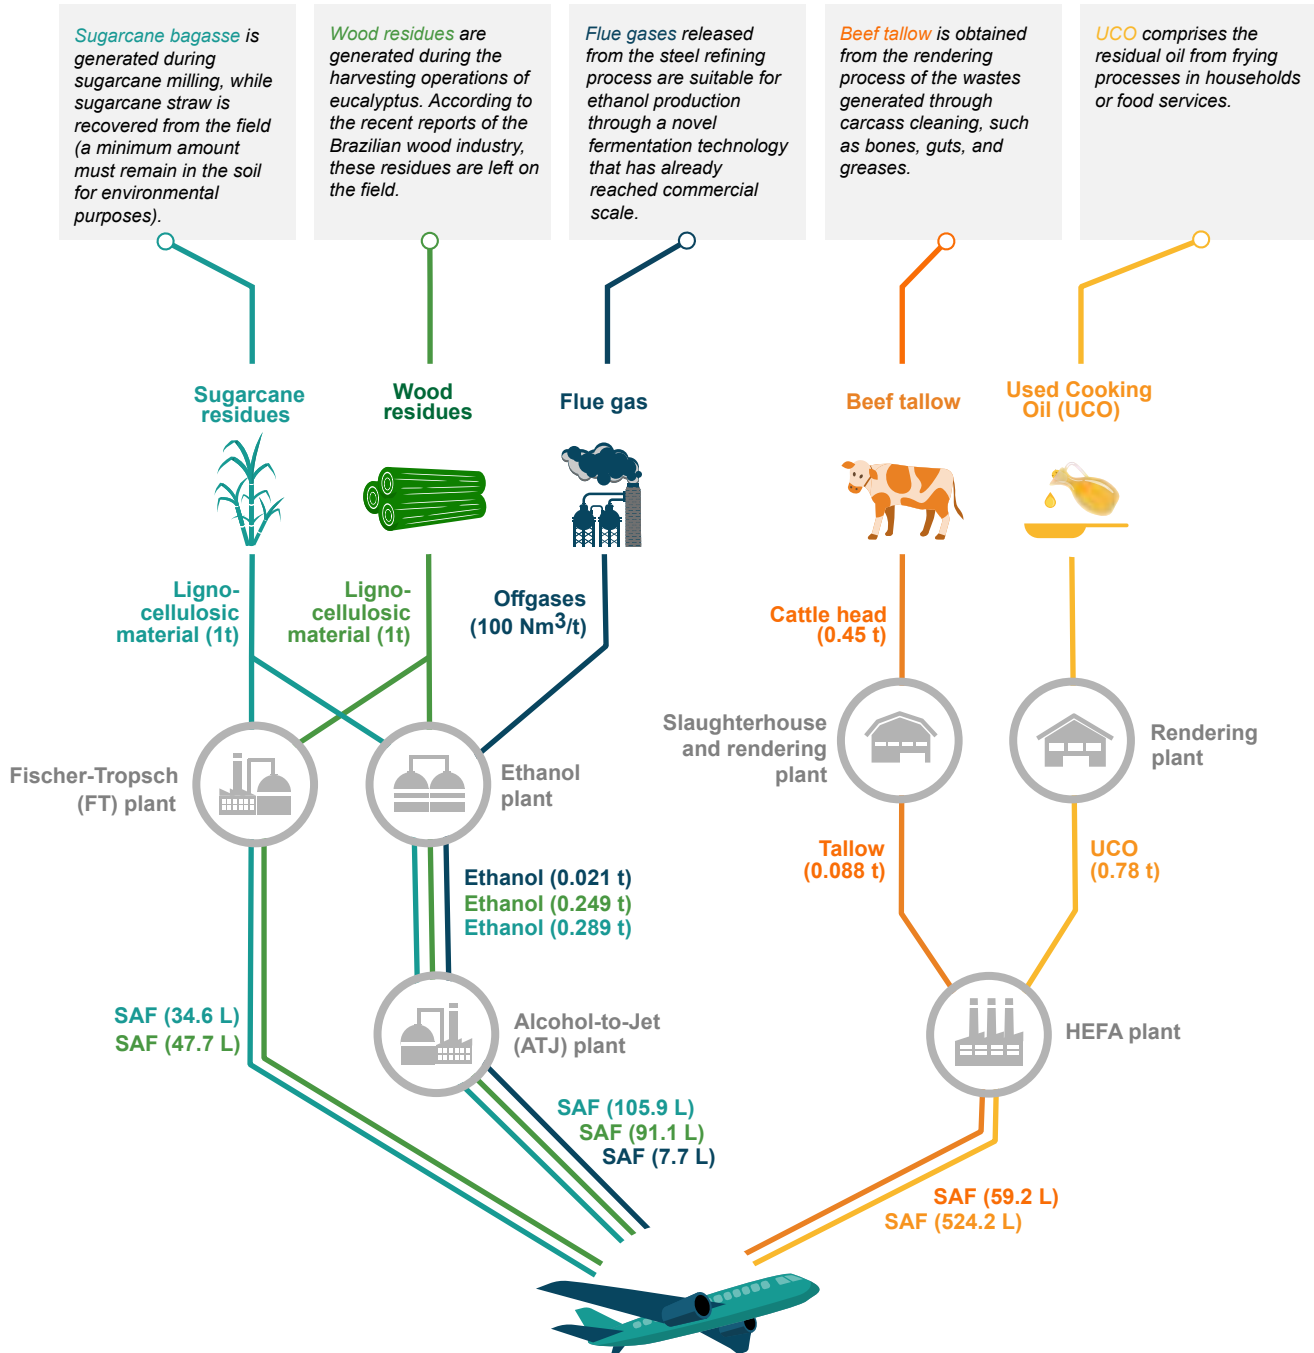 Sugarcane bagasse is
generated during
sugarcane milling, while
sugarcane straw is
recovered from the field
(a minimum amount
must remain in the soil
for environmental
purposes).
Wood residues are
generated during the
harvesting operations of
eucalyptus. According to
the recent reports of the
Brazilian wood industry,
these residues are left on
the field.
Flue gases released
from the steel refining
process are suitable for
ethanol production
through a novel
fermentation technology
that has already
reached commercial
scale.
Beef tallow is obtained
from the rendering
process of the wastes
generated through
carcass cleaning, such
as bones, guts, and
greases.
UCO comprises the
residual oil from frying
processes in households
or food services.
Sugarcane
residues
Wood
residues
Flue gas
Beef tallow
Used Cooking
Oil (UCO)
Ligno-
cellulosic
material (1t)
Ligno-
cellulosic
material (1t)
Offgases
(100 Nm³/t)
Cattle head
(0.45 t)
Fischer-Tropsch
(FT) plant
Ethanol
plant
Slaughterhouse
and rendering
plant
Rendering
plant
Ethanol (0.021 t)
Ethanol (0.249 t)
Ethanol (0.289 t)
Tallow
(0.088 t)
UCO
(0.78 t)
SAF (34.6 L)
SAF (47.7 L)
Alcohol-to-Jet
(ATJ) plant
HEFA plant
SAF (105.9 L)
SAF (91.1 L)
SAF (7.7 L)
SAF (59.2 L)
SAF (524.2 L)